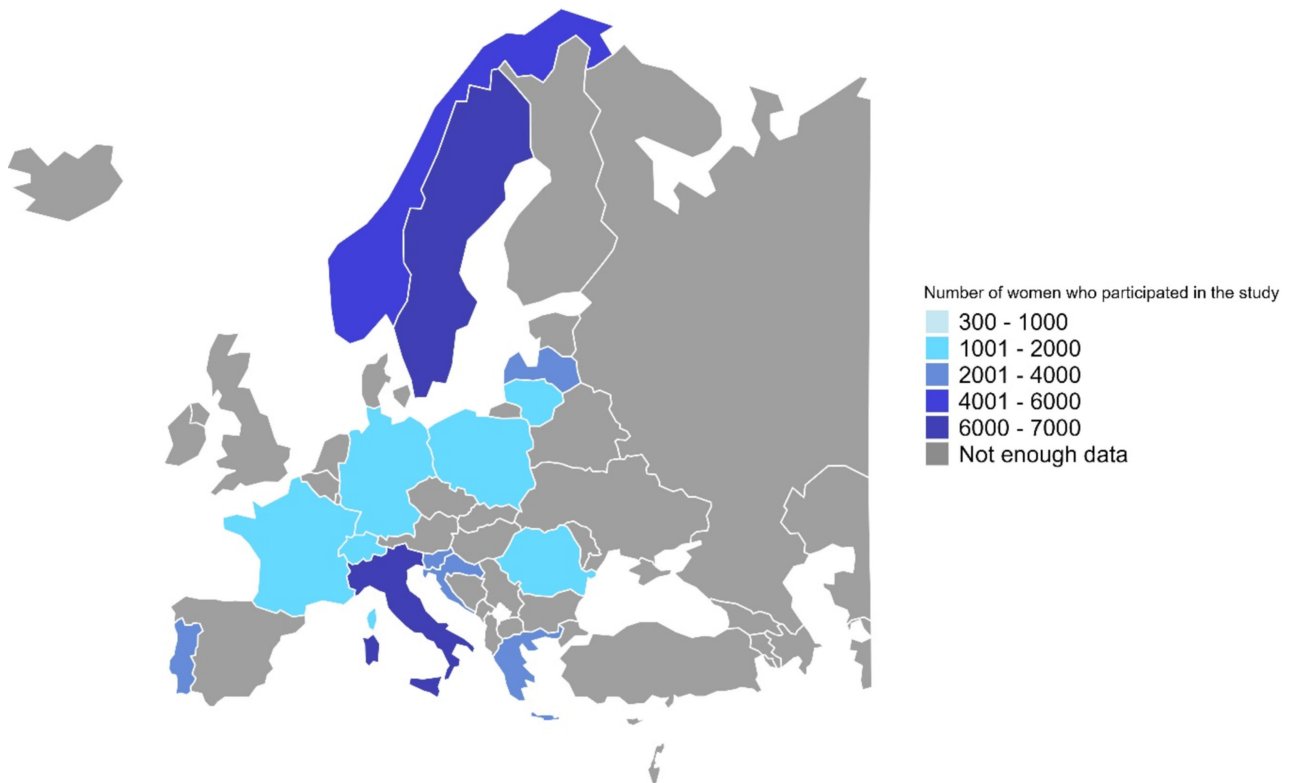 Number of women who participated in the study
300 - 1000
1001 - 2000
2001 - 4000
4001 - 6000
6000 - 7000
Not enough data